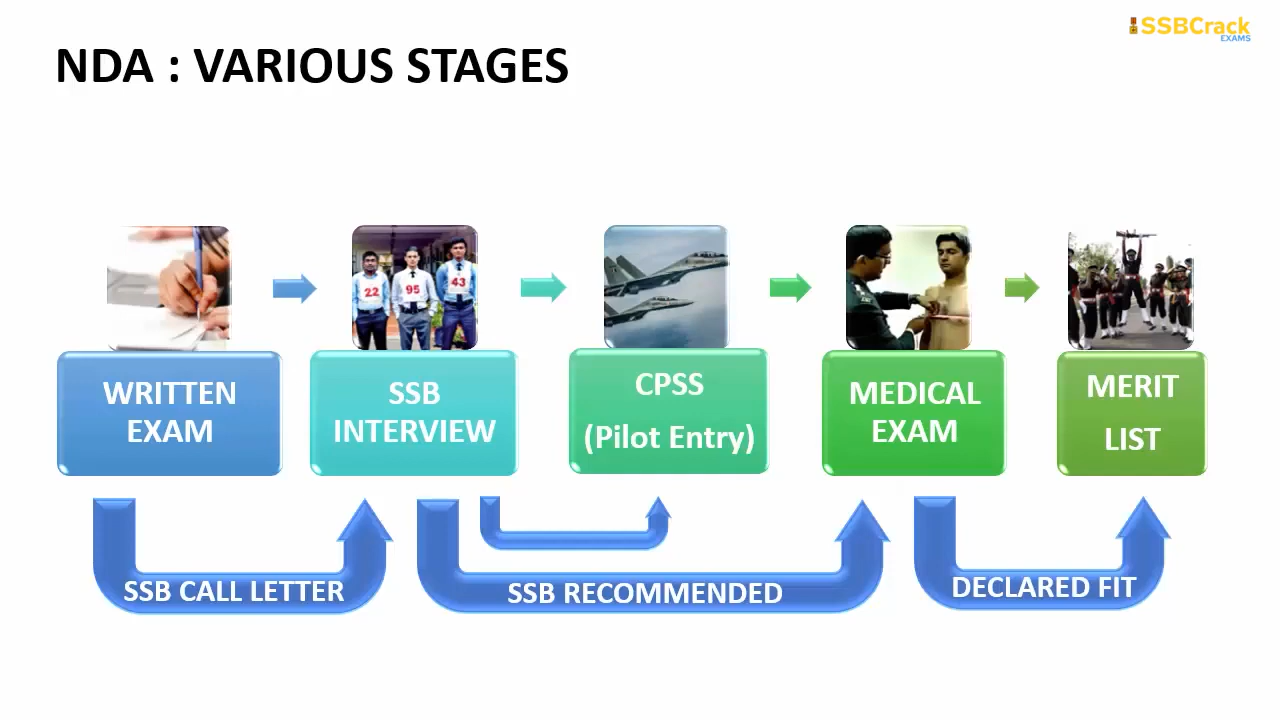 SSBCrack
EXAMS
NDA : VARIOUS STAGES
22
95
43
WRITTEN
EXAM
SSB
INTERVIEW
CPSS
(Pilot Entry)
MEDICAL
EXAM
MERIT
LIST
SSB CALL LETTER
SSB RECOMMENDED
DECLARED FIT